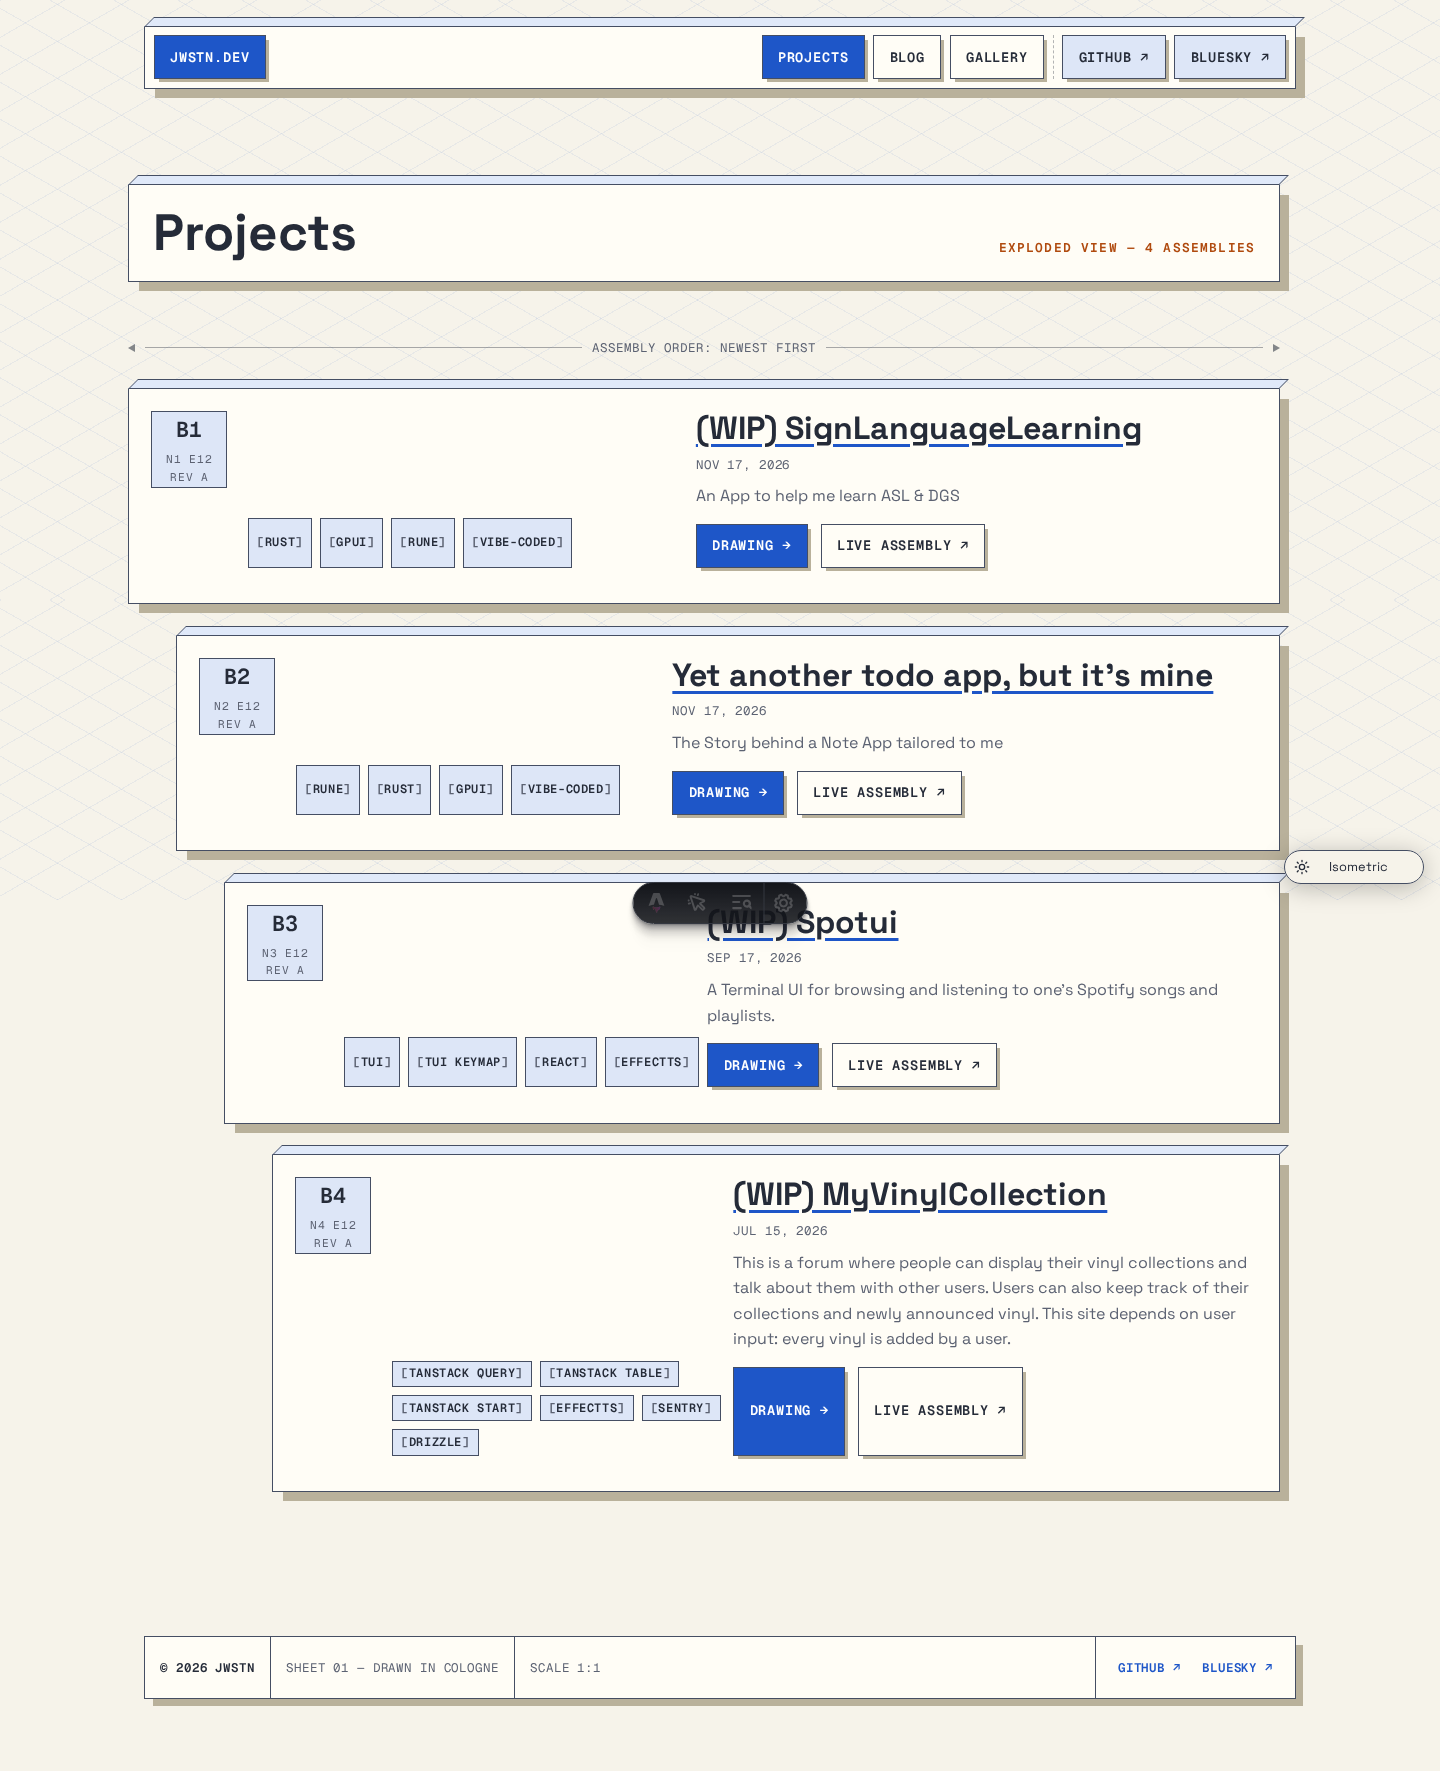 JWSTN.DEV
PROJECTS
BLOG
GALLERY
GITHUB ↗
BLUESKY ↗
Projects
EXPLODED VIEW — 4 ASSEMBLIES
ASSEMBLY ORDER: NEWEST FIRST
B1
N1 E12
REV A
(WIP) SignLanguageLearning
NOV 17, 2026
An App to help me learn ASL & DGS
[RUST] [GPUI] [RUNE] [VIBE-CODED]
DRAWING → LIVE ASSEMBLY ↗
B2
N2 E12
REV A
Yet another todo app, but it’s mine
NOV 17, 2026
The Story behind a Note App tailored to me
[RUNE] [RUST] [GPUI] [VIBE-CODED]
DRAWING → LIVE ASSEMBLY ↗
Isometric
B3
N3 E12
REV A
(WIP) Spotui
SEP 17, 2026
A Terminal UI for browsing and listening to one’s Spotify songs and
playlists.
[TUI] [TUI KEYMAP] [REACT] [EFFECTTS]
DRAWING → LIVE ASSEMBLY ↗
B4
N4 E12
REV A
(WIP) MyVinylCollection
JUL 15, 2026
This is a forum where people can display their vinyl collections and
talk about them with other users. Users can also keep track of their
collections and newly announced vinyl. This site depends on user
input: every vinyl is added by a user.
[TANSTACK QUERY] [TANSTACK TABLE]
[TANSTACK START] [EFFECTTS] [SENTRY]
[DRIZZLE]
DRAWING → LIVE ASSEMBLY ↗
© 2026 JWSTN
SHEET 01 — DRAWN IN COLOGNE
SCALE 1:1
GITHUB ↗ BLUESKY ↗